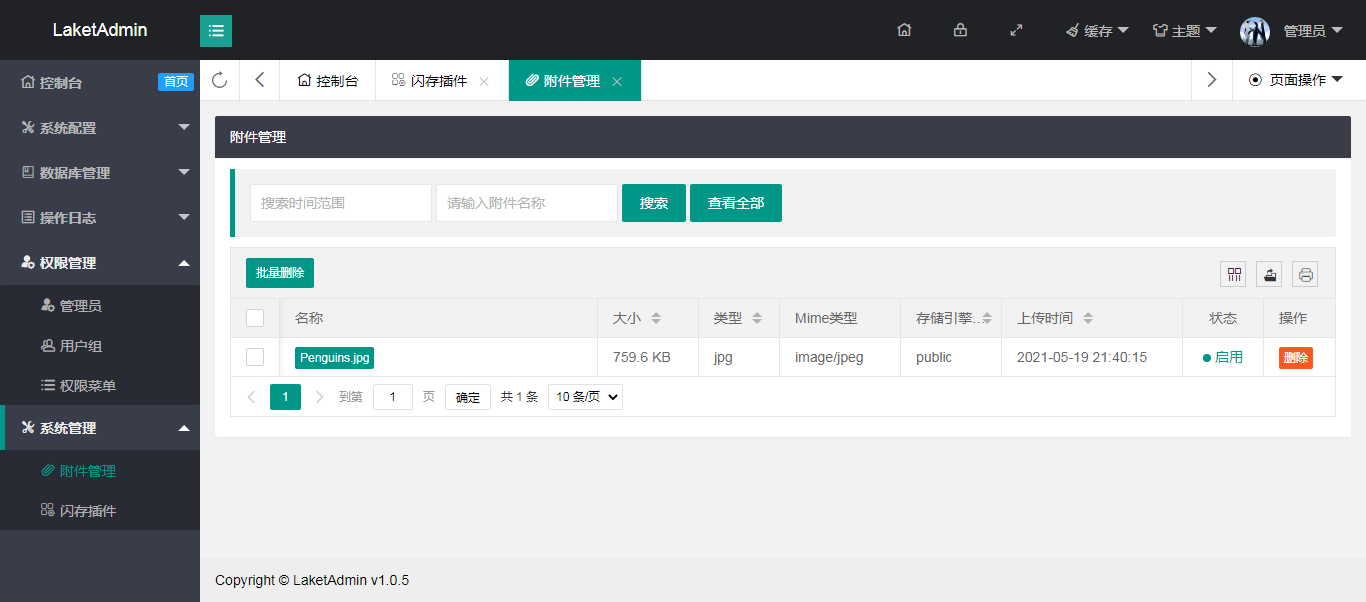 LaketAdmin
缓存
主题
管理员
控制台
首页
系统配置
数据库管理
操作日志
权限管理
管理员
用户组
权限菜单
系统管理
附件管理
闪存插件
控制台
闪存插件
附件管理
页面操作
附件管理
搜索时间范围
请输入附件名称
搜索
查看全部
批量删除
名称 大小 类型 Mime类型 存储引擎... 上传时间 状态 操作
Penguins.jpg 759.6 KB jpg image/jpeg public 2021-05-19 21:40:15 启用 删除
1 到第 1 页 确定 共 1 条 10 条/页
Copyright © LaketAdmin v1.0.5